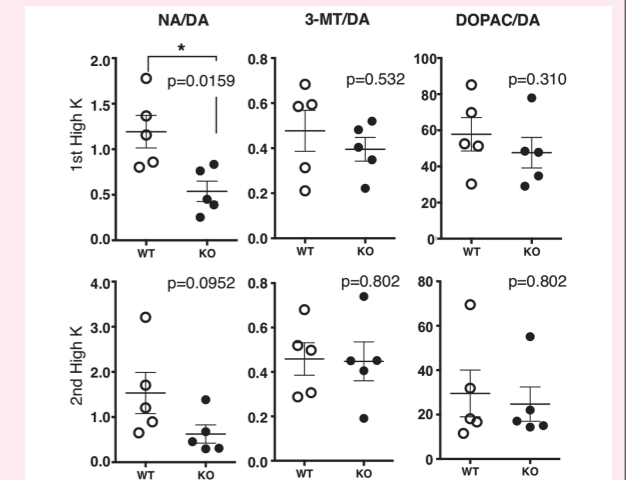 NA/DA 3-MT/DA DOPAC/DA
1st High K
2.0
1.5
1.0
0.5
0.0
*
p=0.0159
WT KO
0.8
0.6
0.4
0.2
0.0
p=0.532
WT KO
100
80
60
40
20
0
p=0.310
WT KO
2nd High K
4.0
3.0
2.0
1.0
0.0
p=0.0952
WT KO
0.8
0.6
0.4
0.2
0.0
p=0.802
WT KO
80
60
40
20
0
p=0.802
WT KO